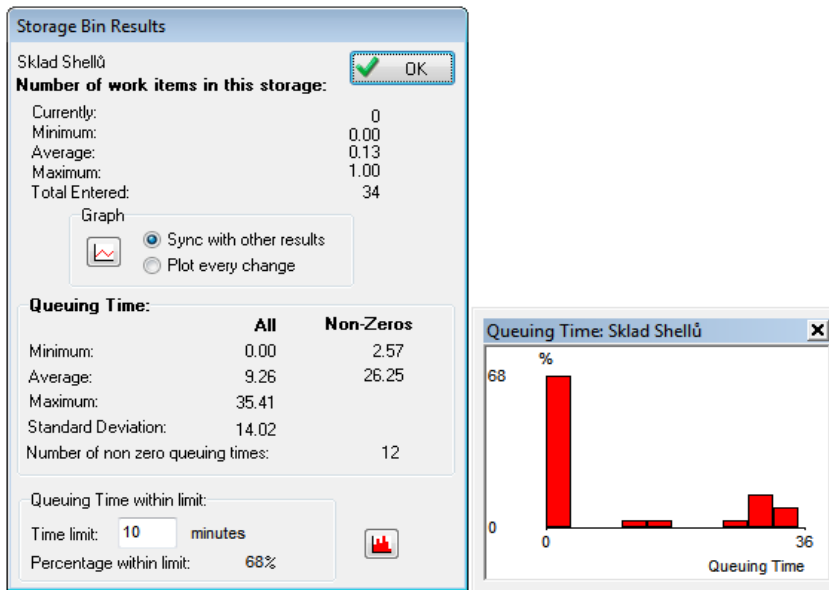 Storage Bin Results
Sklad Shellů
OK
Number of work items in this storage:
Currently: 0
Minimum: 0.00
Average: 0.13
Maximum: 1.00
Total Entered: 34
Graph
Sync with other results
Plot every change
Queuing Time:
All Non-Zeros
Minimum: 0.00 2.57
Average: 9.26 26.25
Maximum: 35.41
Standard Deviation: 14.02
Number of non zero queuing times: 12
Queuing Time within limit:
Time limit: 10 minutes
Percentage within limit: 68%
Queuing Time: Sklad Shellů
%
68
0
0 36
Queuing Time